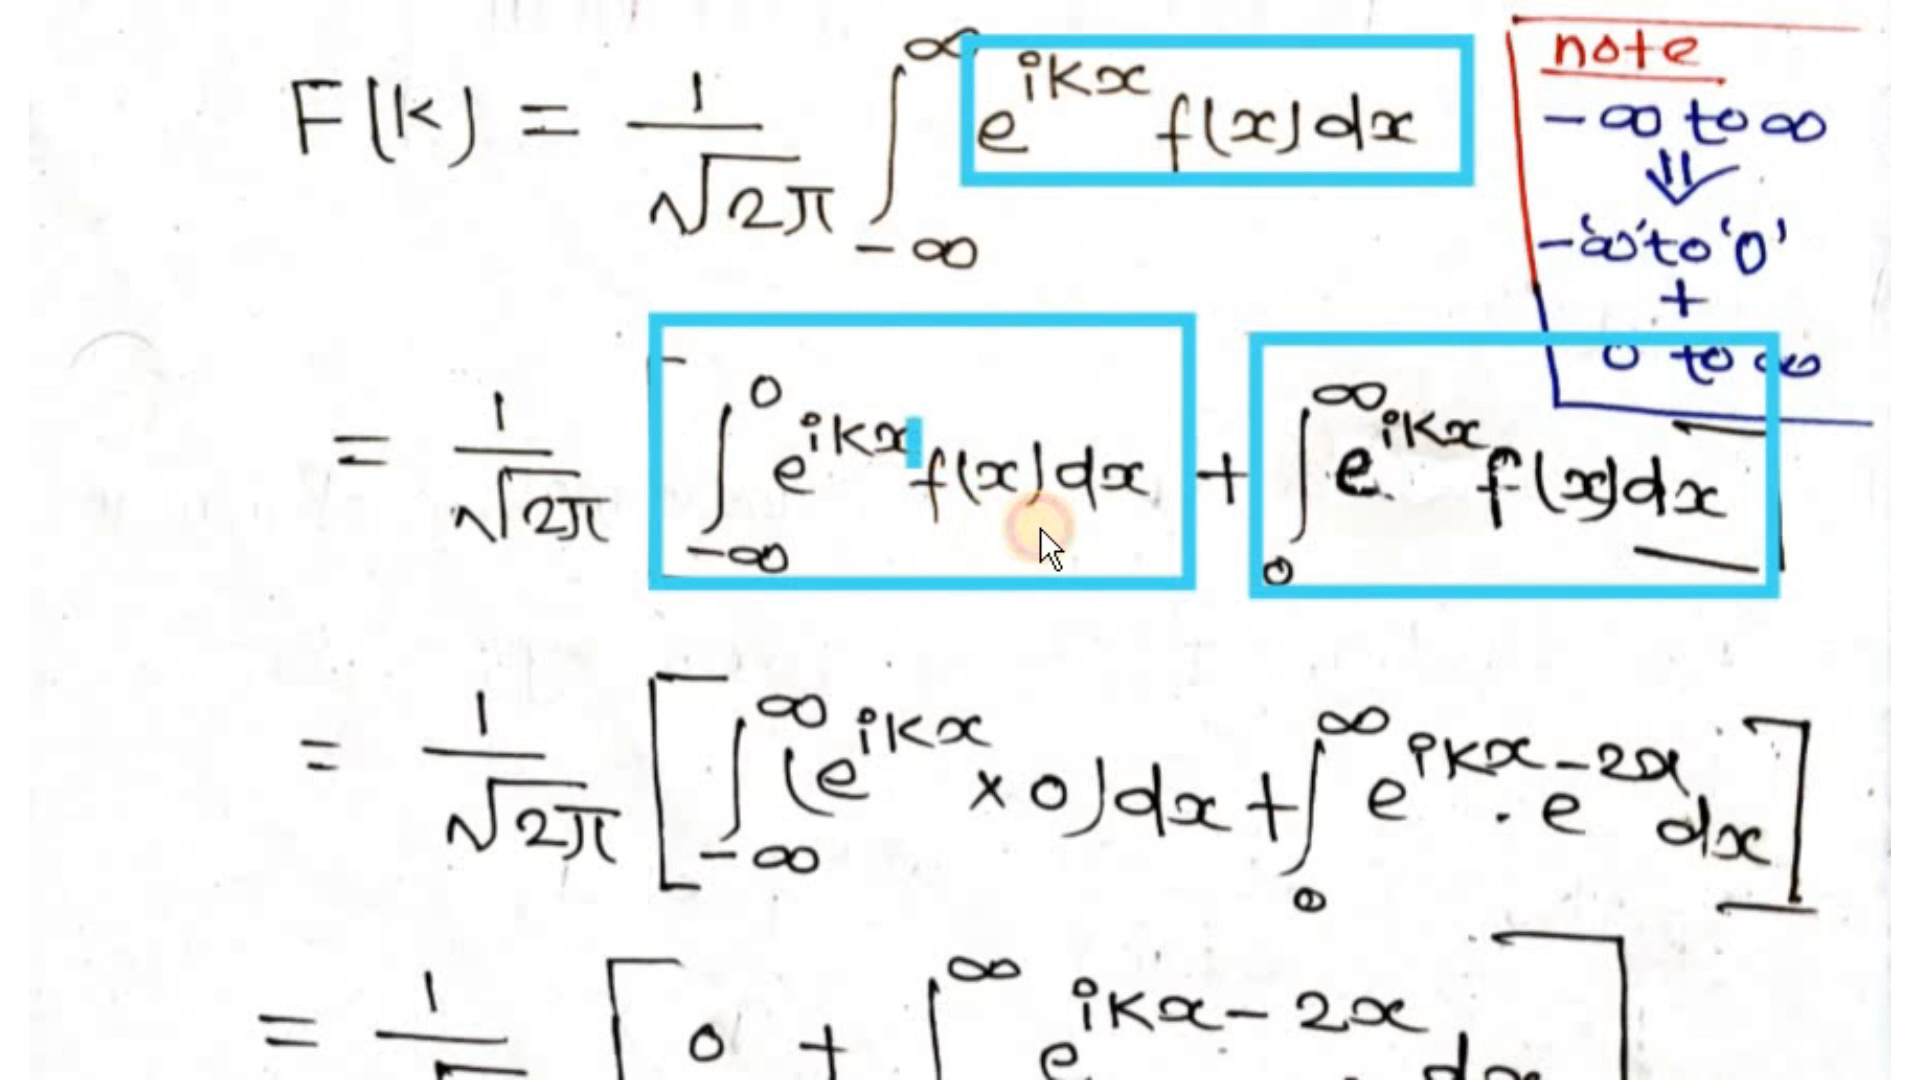 F(k) = 1/√2π ∫_{-∞}^{∞} e^{ikx} f(x) dx
note
-∞ to ∞
⇓
-'∞' to '0'
+
0 to ∞
= 1/√2π [ ∫_{-∞}^{0} e^{ikx} f(x) dx + ∫_{0}^{∞} e^{ikx} f(x) dx ]
= 1/√2π [ ∫_{-∞}^{∞} (e^{ikx} × 0) dx + ∫_{0}^{∞} e^{ikx} . e^{-2x} dx ]
= 1/√ [ 0 + ∫^{∞} e^{ikx - 2x} . dx ]